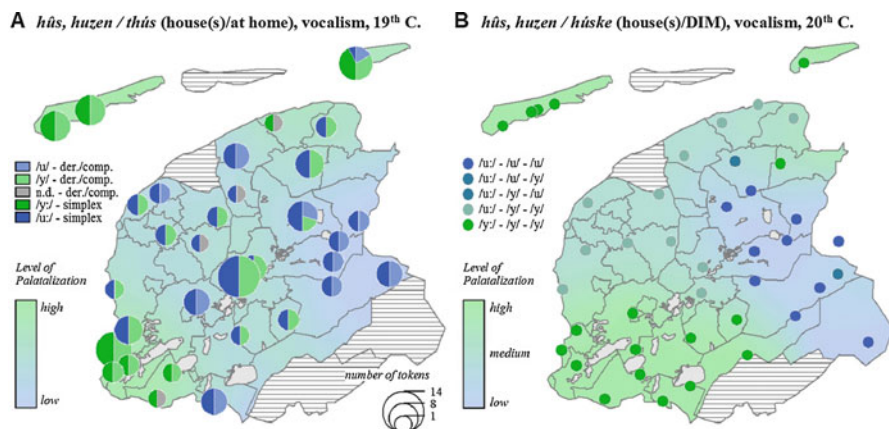 A hûs, huzen / thús (house(s)/at home), vocalism, 19th C.
/u/ - der./comp.
/y/ - der./comp.
n.d. - der./comp.
/y:/ - simplex
/u:/ - simplex
Level of
Palatalization
high
low
number of tokens
14
8
1
B hûs, huzen / húske (house(s)/DIM), vocalism, 20th C.
/u:/ - /u/ - /u/
/u:/ - /u/ - /y/
/u:/ - /y/ - /u/
/u:/ - /y/ - /y/
/y:/ - /y/ - /y/
Level of
Palatalization
high
medium
low